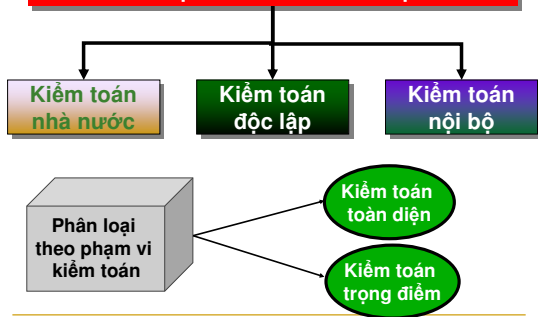 Kiểm toán
nhà nước
Kiểm toán
độc lập
Kiểm toán
nội bộ
Phân loại
theo phạm vi
kiểm toán
Kiểm toán
toàn diện
Kiểm toán
trọng điểm